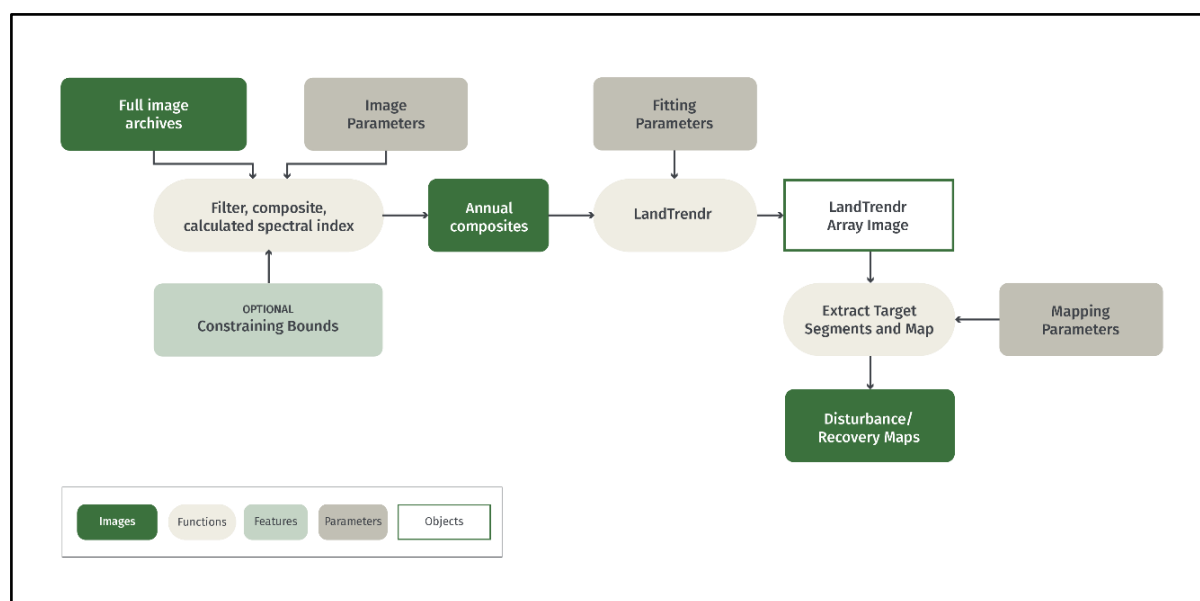 Full image
archives
Image
Parameters
Fitting
Parameters
Filter, composite,
calculated spectral index
Annual
composites
LandTrendr
LandTrendr
Array Image
OPTIONAL
Constraining Bounds
Extract Target
Segments and Map
Mapping
Parameters
Disturbance/
Recovery Maps
Images
Functions
Features
Parameters
Objects